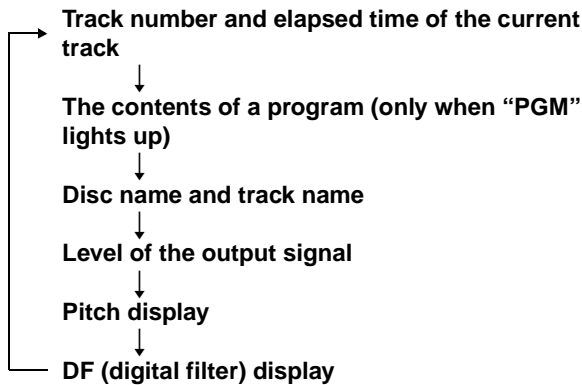 Track number and elapsed time of the current
track
The contents of a program (only when “PGM”
lights up)
Disc name and track name
Level of the output signal
Pitch display
DF (digital filter) display